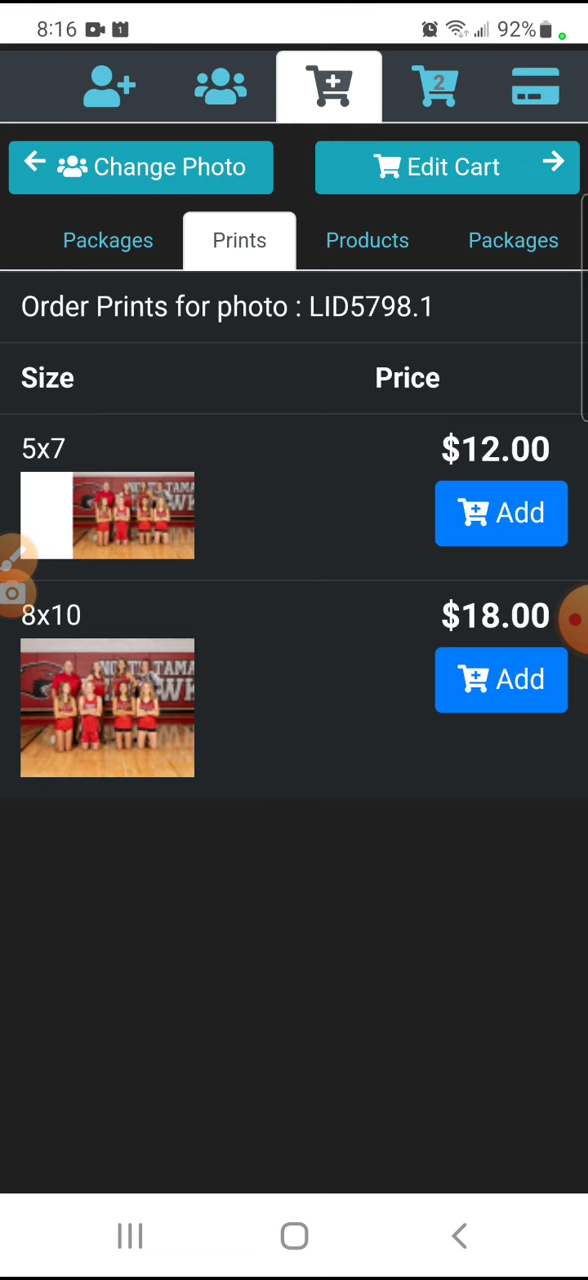 8:16 1 92%
2
Change Photo Edit Cart
Packages Prints Products Packages
Order Prints for photo : LID5798.1
Size Price
5x7 $12.00
Add
8x10 $18.00
Add